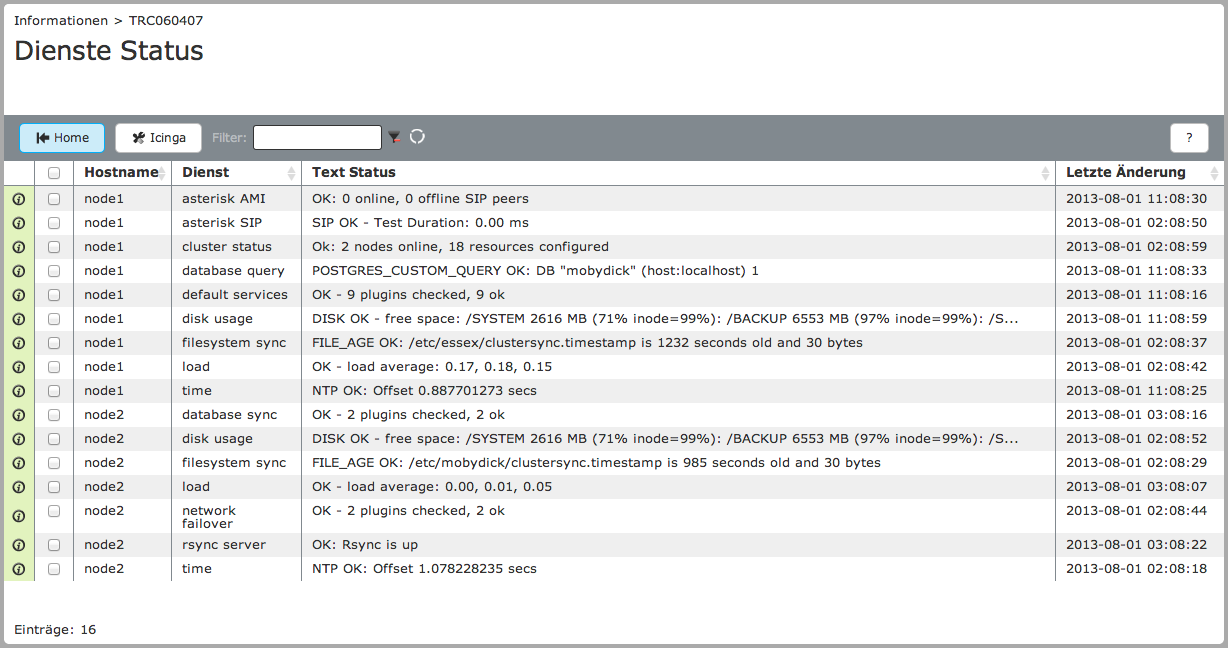 Informationen > TRC060407
Dienste Status
Home Icinga Filter: ?
Hostname Dienst Text Status Letzte Änderung
node1 asterisk AMI OK: 0 online, 0 offline SIP peers 2013-08-01 11:08:30
node1 asterisk SIP SIP OK - Test Duration: 0.00 ms 2013-08-01 02:08:50
node1 cluster status Ok: 2 nodes online, 18 resources configured 2013-08-01 02:08:59
node1 database query POSTGRES_CUSTOM_QUERY OK: DB "mobydick" (host:localhost) 1 2013-08-01 11:08:33
node1 default services OK - 9 plugins checked, 9 ok 2013-08-01 11:08:16
node1 disk usage DISK OK - free space: /SYSTEM 2616 MB (71% inode=99%): /BACKUP 6553 MB (97% inode=99%): /S... 2013-08-01 11:08:59
node1 filesystem sync FILE_AGE OK: /etc/essex/clustersync.timestamp is 1232 seconds old and 30 bytes 2013-08-01 02:08:37
node1 load OK - load average: 0.17, 0.18, 0.15 2013-08-01 02:08:42
node1 time NTP OK: Offset 0.887701273 secs 2013-08-01 11:08:25
node2 database sync OK - 2 plugins checked, 2 ok 2013-08-01 03:08:16
node2 disk usage DISK OK - free space: /SYSTEM 2616 MB (71% inode=99%): /BACKUP 6553 MB (97% inode=99%): /S... 2013-08-01 02:08:52
node2 filesystem sync FILE_AGE OK: /etc/mobydick/clustersync.timestamp is 985 seconds old and 30 bytes 2013-08-01 02:08:29
node2 load OK - load average: 0.00, 0.01, 0.05 2013-08-01 03:08:07
node2 network OK - 2 plugins checked, 2 ok 2013-08-01 02:08:44
failover
node2 rsync server OK: Rsync is up 2013-08-01 03:08:22
node2 time NTP OK: Offset 1.078228235 secs 2013-08-01 02:08:18
Einträge: 16